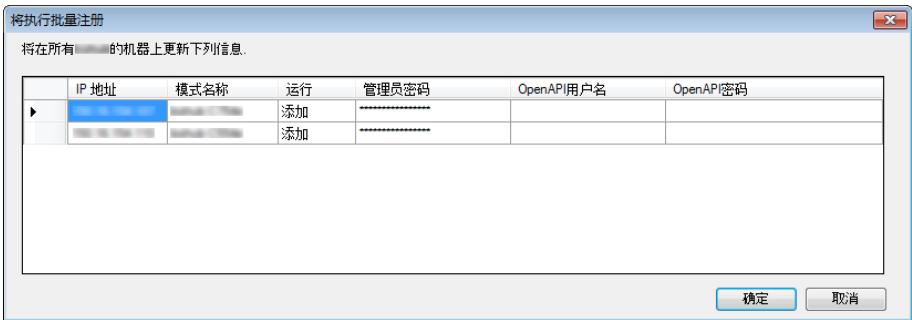 将执行批量注册
将在所有 的机器上更新下列信息.
IP 地址 模式名称 运行 管理员密码 OpenAPI用户名 OpenAPI密码
添加 ****************
添加 ****************
确定 取消